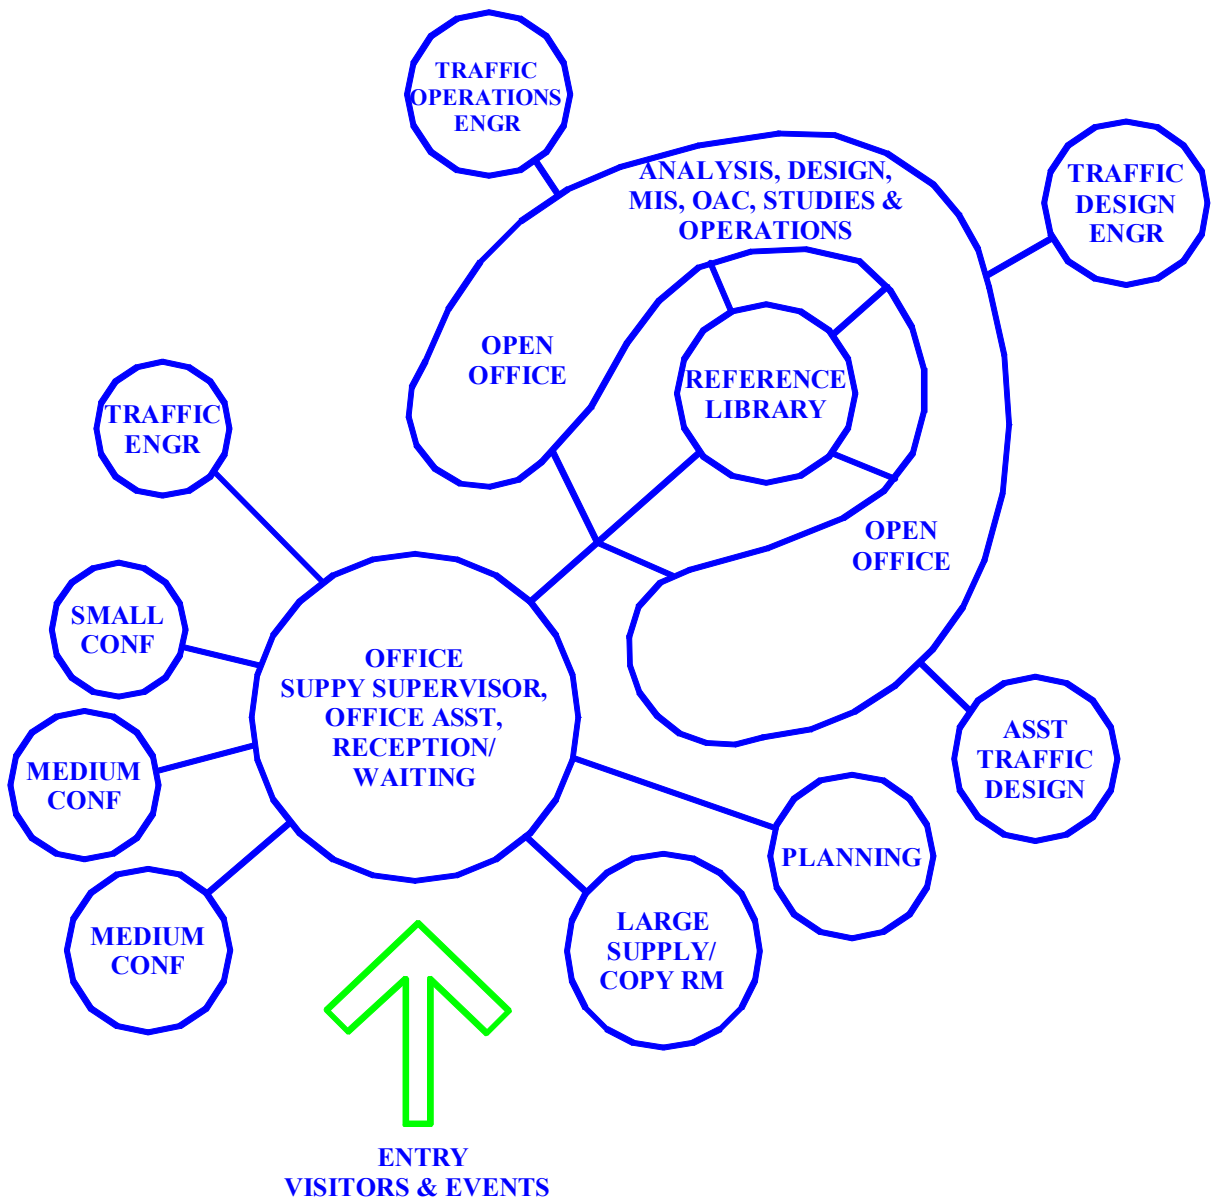 TRAFFIC
OPERATIONS
ENGR
ANALYSIS, DESIGN,
MIS, OAC, STUDIES &
OPERATIONS
TRAFFIC
DESIGN
ENGR
OPEN
OFFICE
REFERENCE
LIBRARY
TRAFFIC
ENGR
OPEN
OFFICE
SMALL
CONF
OFFICE
SUPPY SUPERVISOR,
OFFICE ASST,
RECEPTION/
WAITING
MEDIUM
CONF
ASST
TRAFFIC
DESIGN
PLANNING
MEDIUM
CONF
LARGE
SUPPLY/
COPY RM
ENTRY
VISITORS & EVENTS